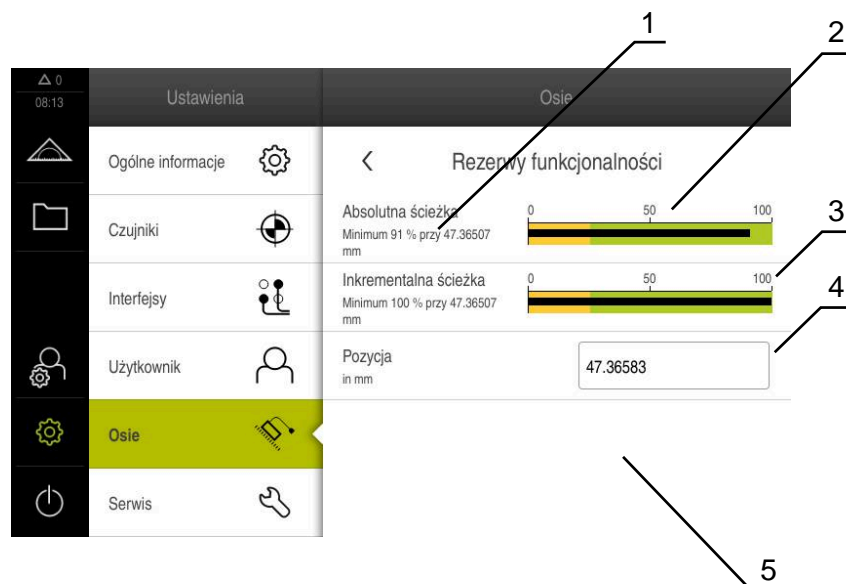 1
2
△ 0
08:13
Ustawienia
Osie
Ogólne informacje
Rezerwy funkcjonalności
Czujniki
Absolutna ścieżka
Minimum 91 % przy 47.36507
mm
0 50 100
3
Interfejsy
Inkrementalna ścieżka
Minimum 100 % przy 47.36507
mm
0 50 100
4
Użytkownik
Pozycja
in mm
47.36583
Osie
Serwis
5